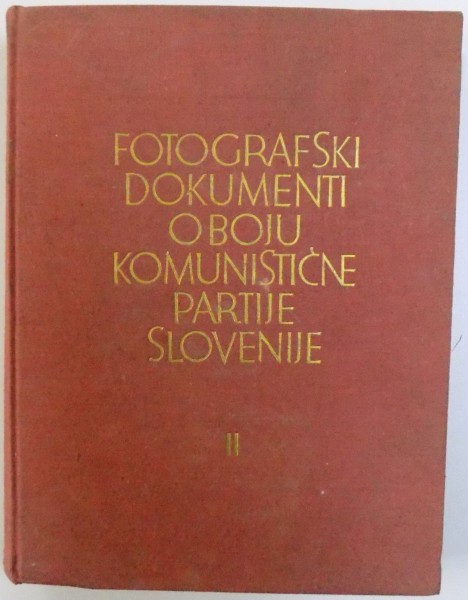 FOTOGRAFSKI
DOKUMENTI
O BOJU
KOMUNISTIČNE
PARTIJE
SLOVENIJE
II